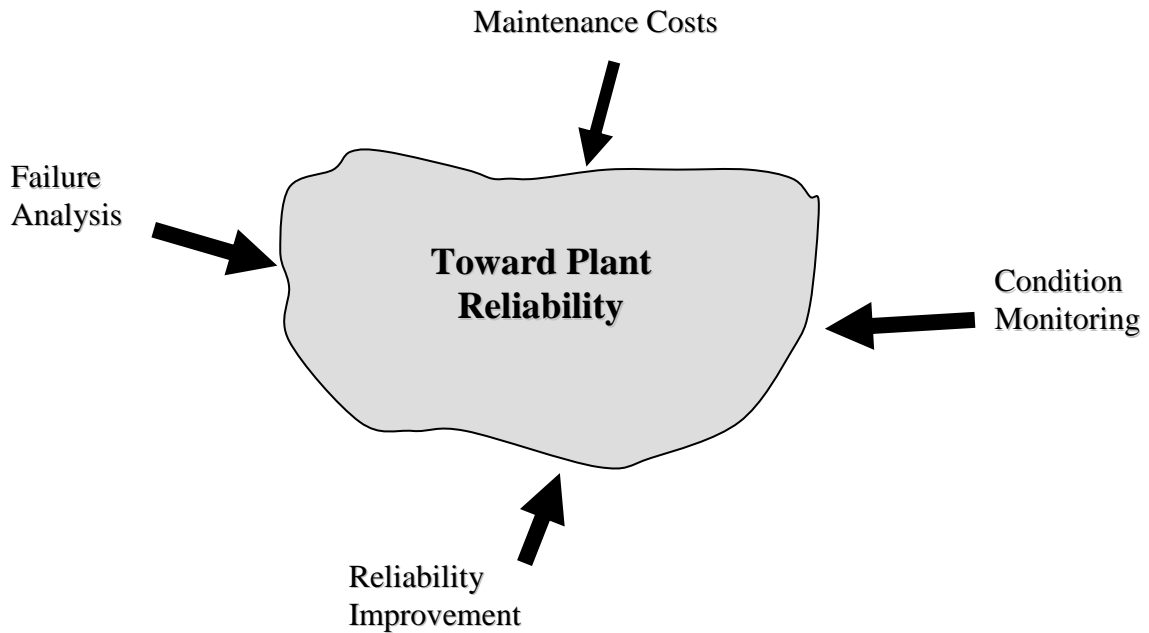 Maintenance Costs
Failure
Analysis
Toward Plant
Reliability
Condition
Monitoring
Reliability
Improvement